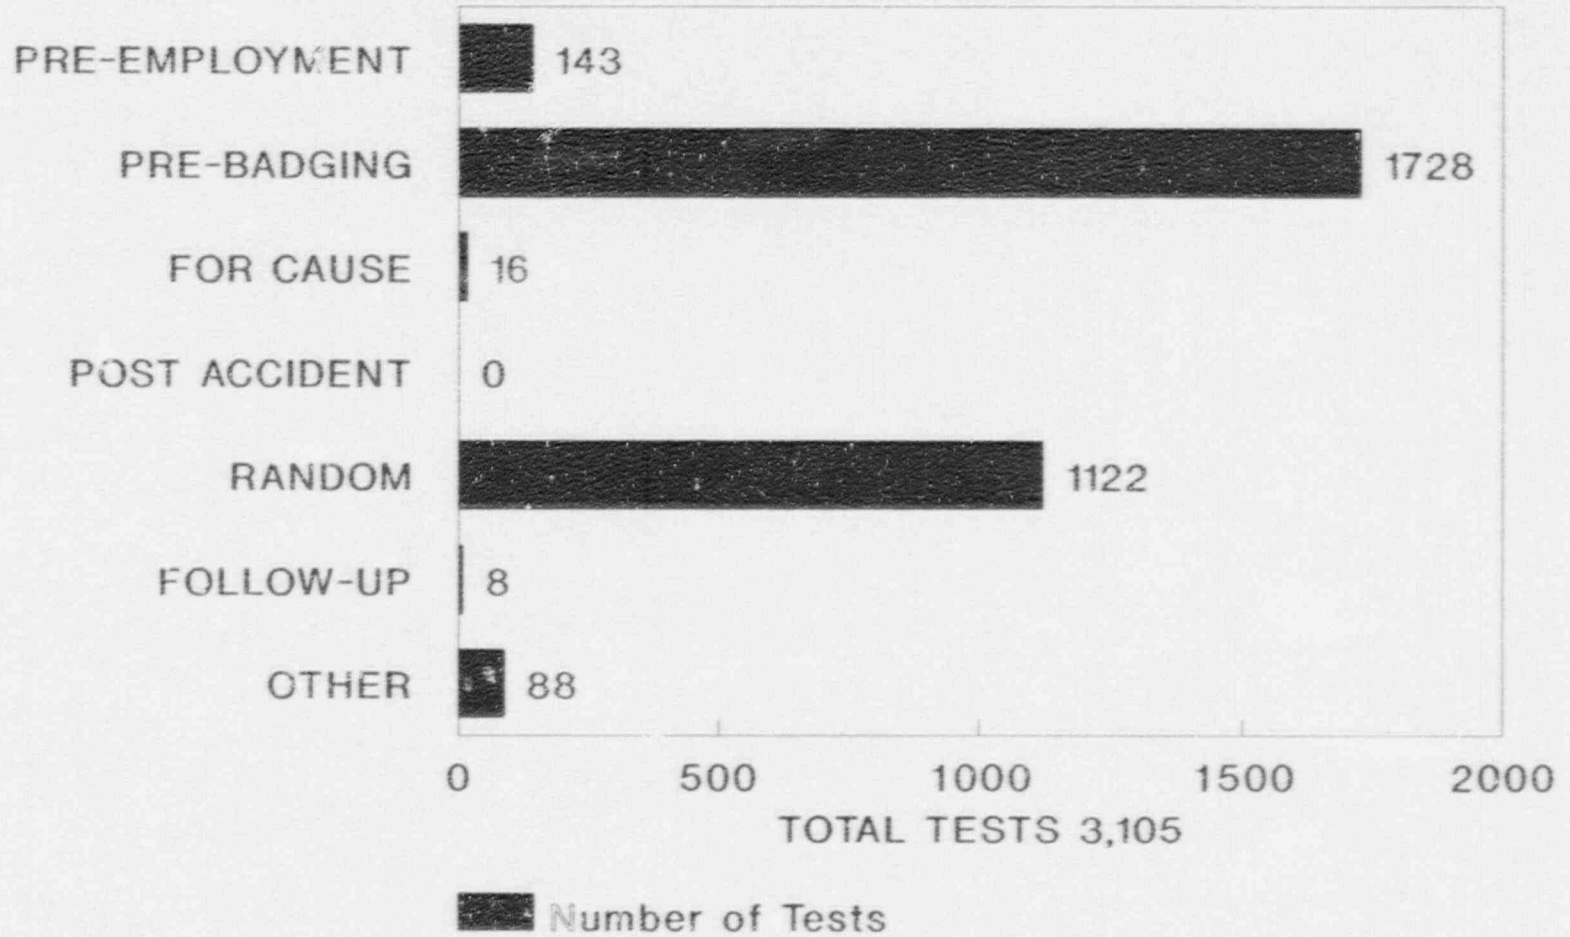 PRE-EMPLOYMENT 143
PRE-BADGING 1728
FOR CAUSE 16
POST ACCIDENT 0
RANDOM 1122
FOLLOW-UP 8
OTHER 88
0 500 1000 1500 2000
TOTAL TESTS 3,105
Number of Tests